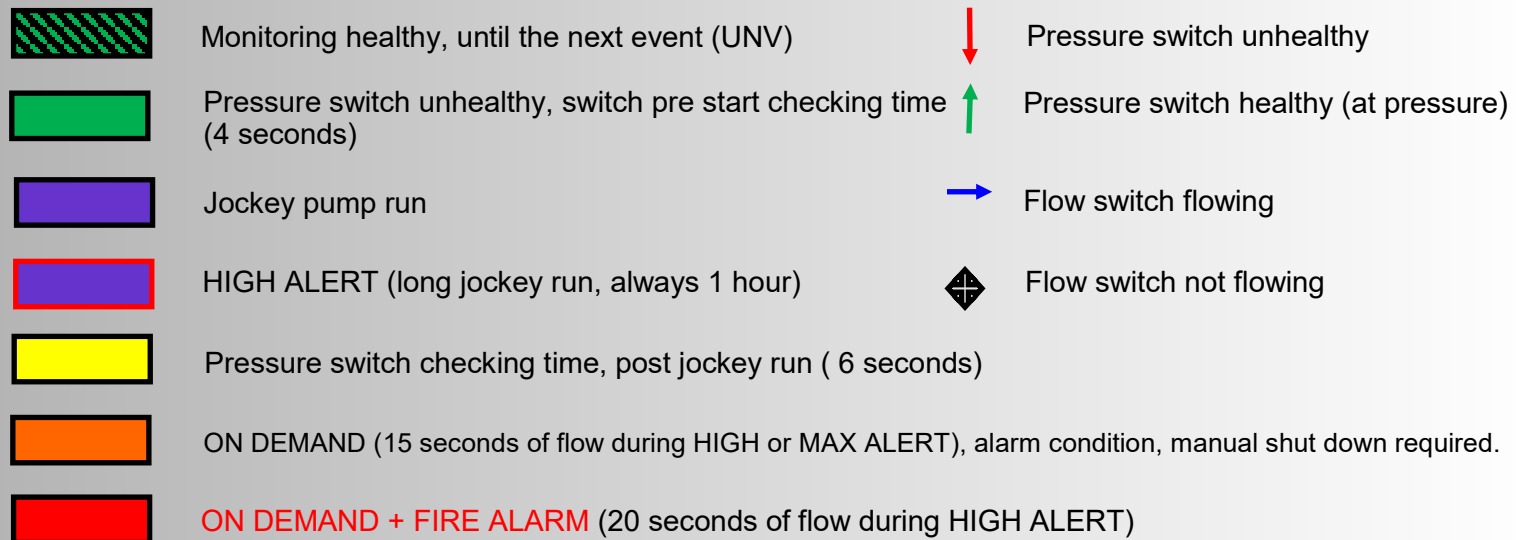 Monitoring healthy, until the next event (UNV)
Pressure switch unhealthy
Pressure switch unhealthy, switch pre start checking time
(4 seconds)
Pressure switch healthy (at pressure)
Jockey pump run
Flow switch flowing
HIGH ALERT (long jockey run, always 1 hour)
Flow switch not flowing
Pressure switch checking time, post jockey run ( 6 seconds)
ON DEMAND (15 seconds of flow during HIGH or MAX ALERT), alarm condition, manual shut down required.
ON DEMAND + FIRE ALARM (20 seconds of flow during HIGH ALERT)